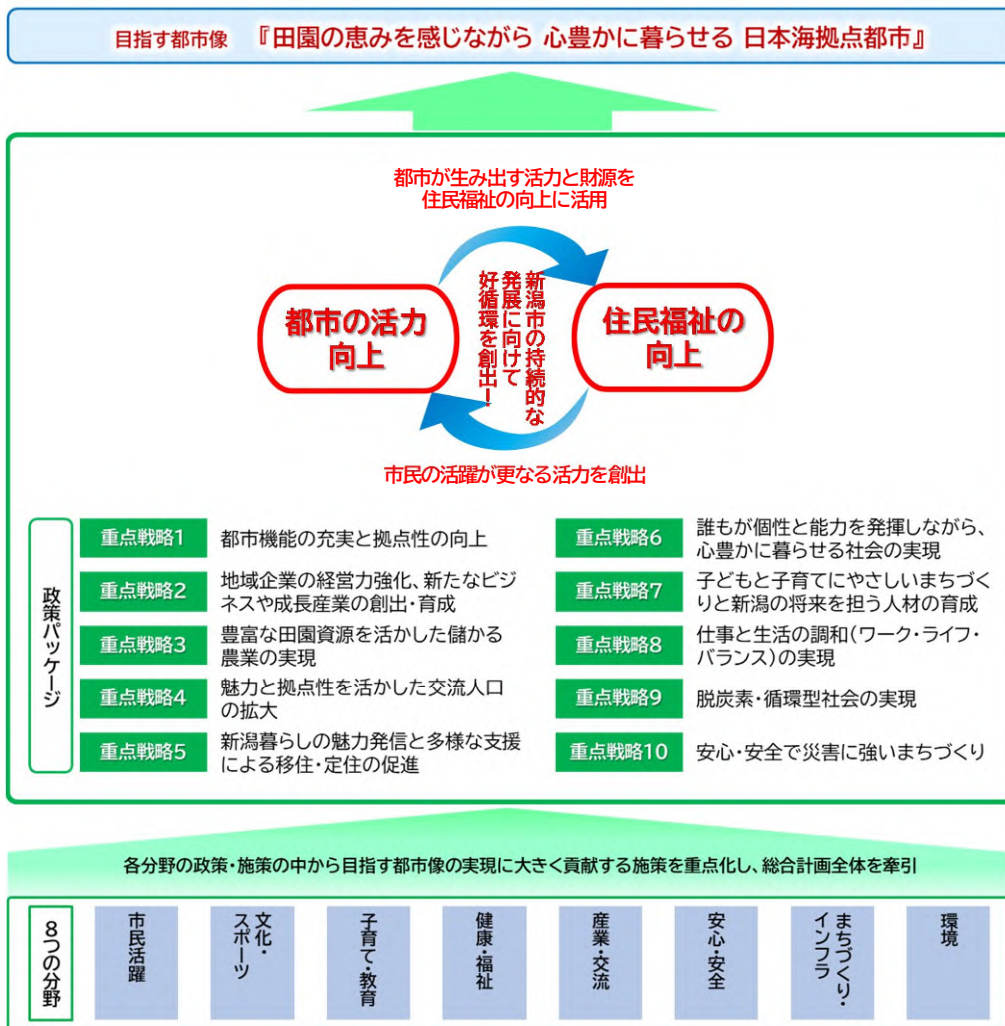 目指す都市像 『田園の恵みを感じながら 心豊かに暮らせる 日本海拠点都市』
都市が生み出す活力と財源を
住民福祉の向上に活用
都市の活力
向上
新潟市の持続的な
発展に向けて
好循環を創出！
住民福祉の
向上
市民の活躍が更なる活力を創出
政策パッケージ
重点戦略1 都市機能の充実と拠点性の向上
重点戦略2 地域企業の経営力強化、新たなビジ
ネスや成長産業の創出・育成
重点戦略3 豊富な田園資源を活かした儲かる
農業の実現
重点戦略4 魅力と拠点性を活かした交流人口
の拡大
重点戦略5 新潟暮らしの魅力発信と多様な支援
による移住・定住の促進
重点戦略6 誰もが個性と能力を発揮しながら、
心豊かに暮らせる社会の実現
重点戦略7 子どもと子育てにやさしいまちづく
りと新潟の将来を担う人材の育成
重点戦略8 仕事と生活の調和（ワーク・ライフ・
バランス）の実現
重点戦略9 脱炭素・循環型社会の実現
重点戦略10 安心・安全で災害に強いまちづくり
各分野の政策・施策の中から目指す都市像の実現に大きく貢献する施策を重点化し、総合計画全体を牽引
8つの分野
市民活躍
文化・
スポーツ
子育て・教育
健康・福祉
産業・交流
安心・安全
まちづくり・
インフラ
環境